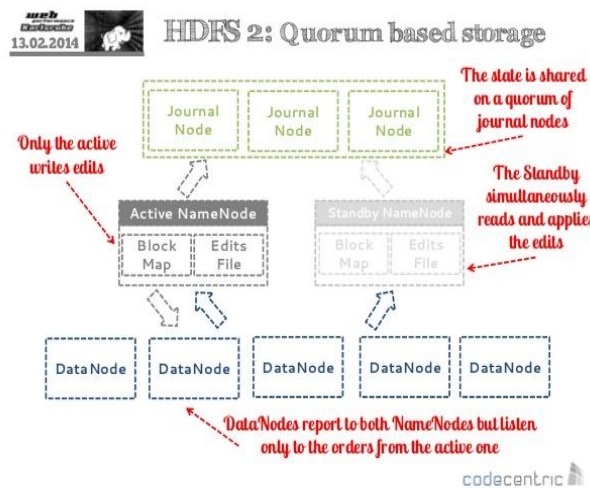 web
performance
Karlsruhe
13.02.2014
HDFS 2: Quorum based storage
The state is shared
on a quorum of
journal nodes
Journal
Node
Journal
Node
Journal
Node
Only the active
writes edits
The Standby
simultaneously
reads and applies
the edits
Active NameNode
Block
Map
Edits
File
Standby NameNode
Block
Map
Edits
File
DataNode
DataNode
DataNode
DataNode
DataNode
DataNodes report to both NameNodes but listen
only to the orders from the active one
codecentric